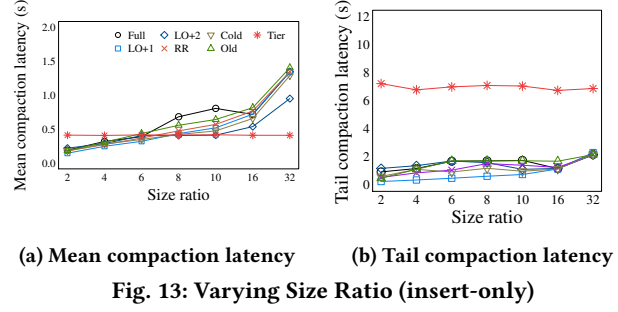 Mean compaction latency (s)
2.0
1.5
1.0
0.5
0.0
Full LO+2 Cold Tier
LO+1 RR Old
2 4 6 8 10 16 32
Size ratio
Tail compaction latency (s)
12
10
8
6
4
2
0
2 4 6 8 10 16 32
Size ratio
(a) Mean compaction latency (b) Tail compaction latency
Fig. 13: Varying Size Ratio (insert-only)